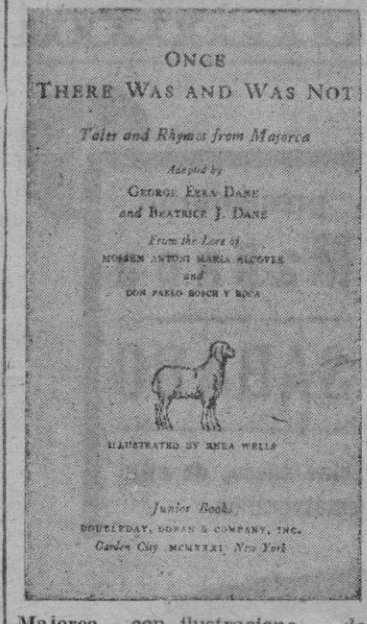 ONCE
THERE WAS AND WAS NOT
Tales and Rhymes from Majorca
Adapted by
GEORGE EZRA DANE
and BEATRICE J. DANE
From the Lore of
MOSSEN ANTONI MARIA ALCOVER
and
DON PABLO BOSCH Y ROCA
ILLUSTRATED BY RHEA WELLS
Junior Books
DOUBLEDAY, DORAN & COMPANY, INC.
Garden City MCMXXXI New York
Majorca con ilustraciones de